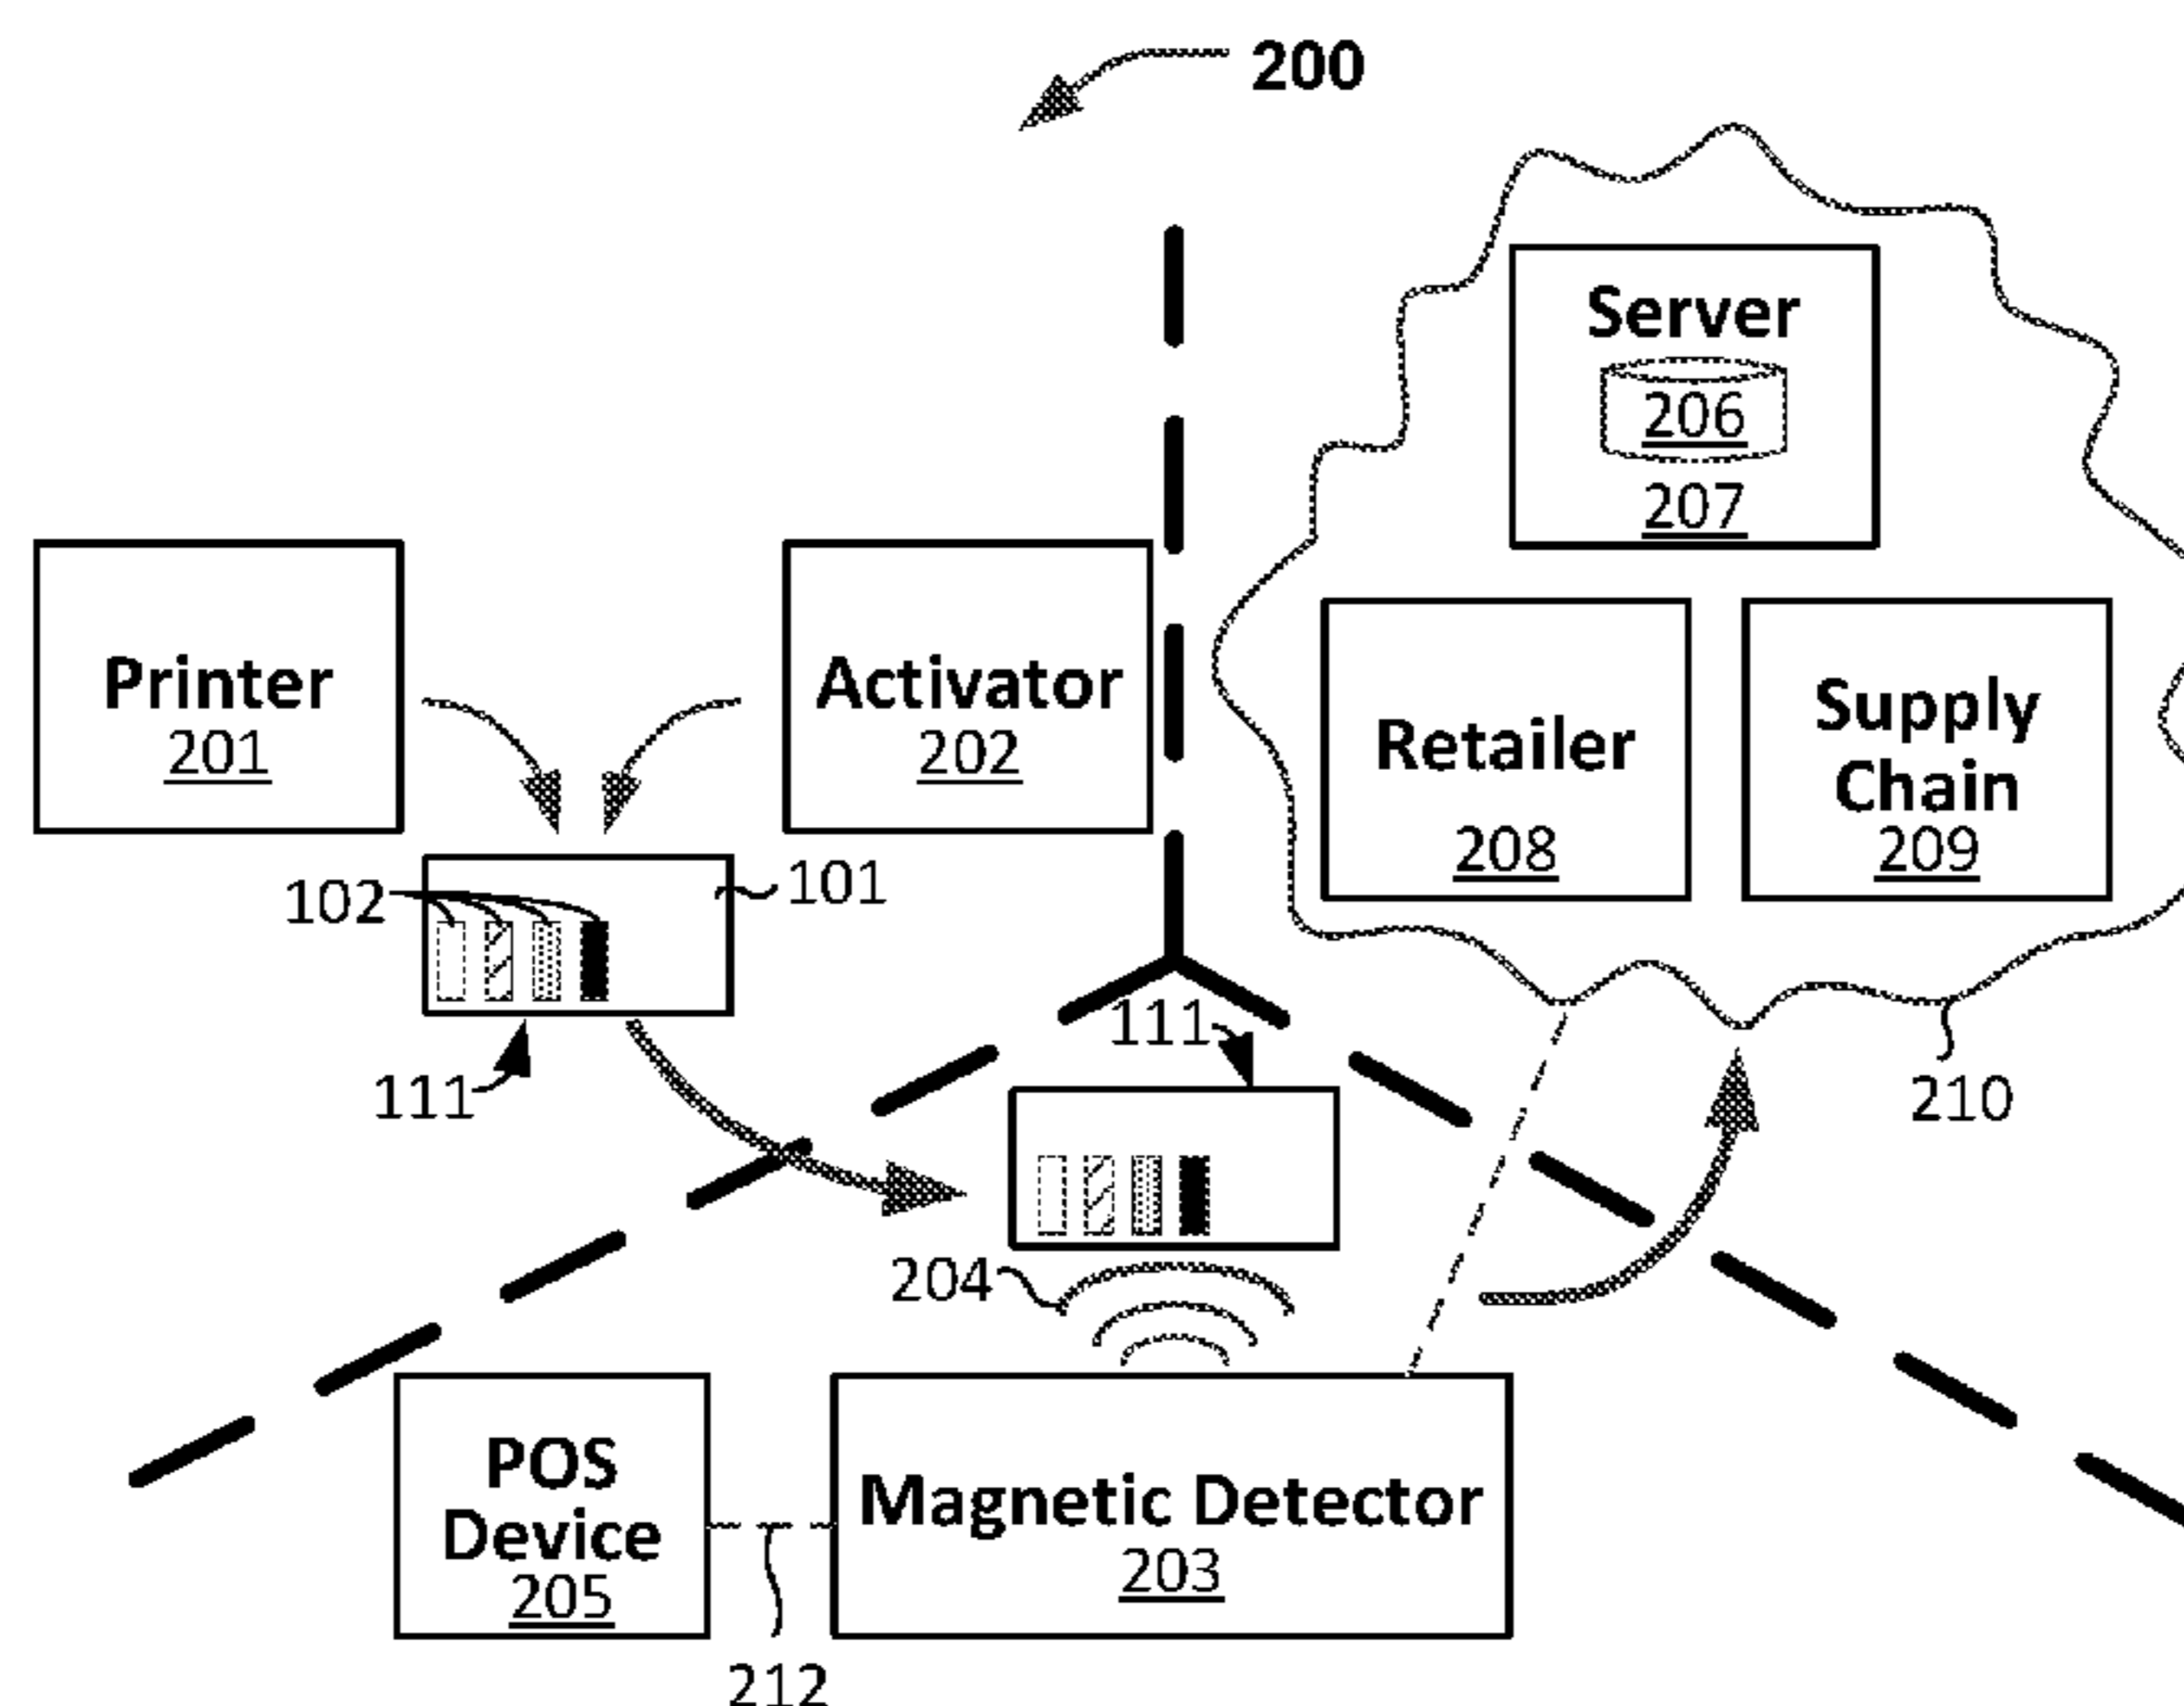 200
Server
206
207
Printer
201
Activator
202
Retailer
208
Supply
Chain
209
102
101
111
111
210
204
POS
Device
205
Magnetic Detector
203
212